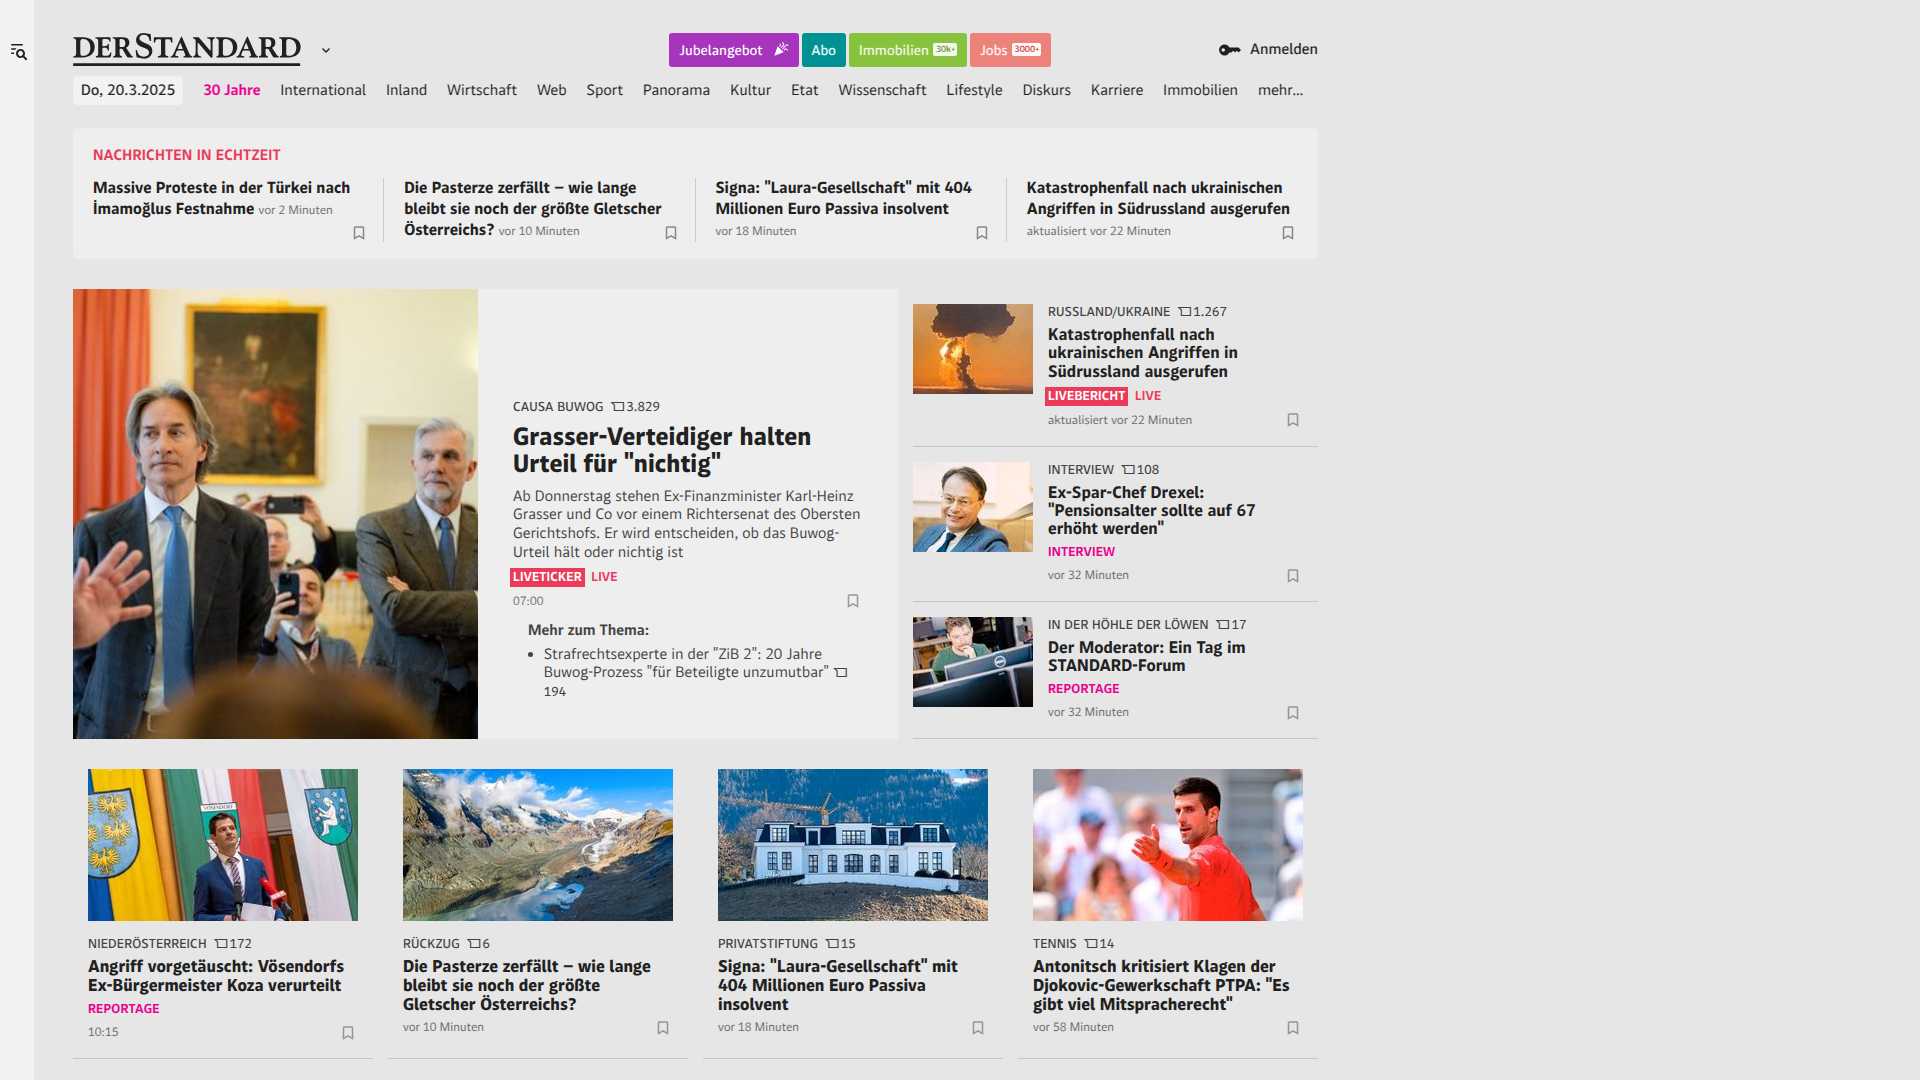 DERSTANDARD
Jubelangebot
Abo
Immobilien 30k+
Jobs 3000+
Anmelden
Do, 20.3.2025
30 Jahre
International
Inland
Wirtschaft
Web
Sport
Panorama
Kultur
Etat
Wissenschaft
Lifestyle
Diskurs
Karriere
Immobilien
mehr...
NACHRICHTEN IN ECHTZEIT
Massive Proteste in der Türkei nach
İmamoğlus Festnahme vor 2 Minuten
Die Pasterze zerfällt – wie lange
bleibt sie noch der größte Gletscher
Österreichs? vor 10 Minuten
Signa: "Laura-Gesellschaft" mit 404
Millionen Euro Passiva insolvent
vor 18 Minuten
Katastrophenfall nach ukrainischen
Angriffen in Südrussland ausgerufen
aktualisiert vor 22 Minuten
CAUSA BUWOG 3.829
Grasser-Verteidiger halten
Urteil für "nichtig"
Ab Donnerstag stehen Ex-Finanzminister Karl-Heinz
Grasser und Co vor einem Richtersenat des Obersten
Gerichtshofs. Er wird entscheiden, ob das Buwog-
Urteil hält oder nichtig ist
LIVETICKER LIVE
07:00
Mehr zum Thema:
• Strafrechtsexperte in der "ZiB 2": 20 Jahre
Buwog-Prozess "für Beteiligte unzumutbar"
194
RUSSLAND/UKRAINE 1.267
Katastrophenfall nach
ukrainischen Angriffen in
Südrussland ausgerufen
LIVEBERICHT LIVE
aktualisiert vor 22 Minuten
INTERVIEW 108
Ex-Spar-Chef Drexel:
"Pensionsalter sollte auf 67
erhöht werden"
INTERVIEW
vor 32 Minuten
IN DER HÖHLE DER LÖWEN 17
Der Moderator: Ein Tag im
STANDARD-Forum
REPORTAGE
vor 32 Minuten
VÖSENDORF
NIEDERÖSTERREICH 172
Angriff vorgetäuscht: Vösendorfs
Ex-Bürgermeister Koza verurteilt
REPORTAGE
10:15
RÜCKZUG 6
Die Pasterze zerfällt – wie lange
bleibt sie noch der größte
Gletscher Österreichs?
vor 10 Minuten
PRIVATSTIFTUNG 15
Signa: "Laura-Gesellschaft" mit
404 Millionen Euro Passiva
insolvent
vor 18 Minuten
TENNIS 14
Antonitsch kritisiert Klagen der
Djokovic-Gewerkschaft PTPA: "Es
gibt viel Mitspracherecht"
vor 58 Minuten